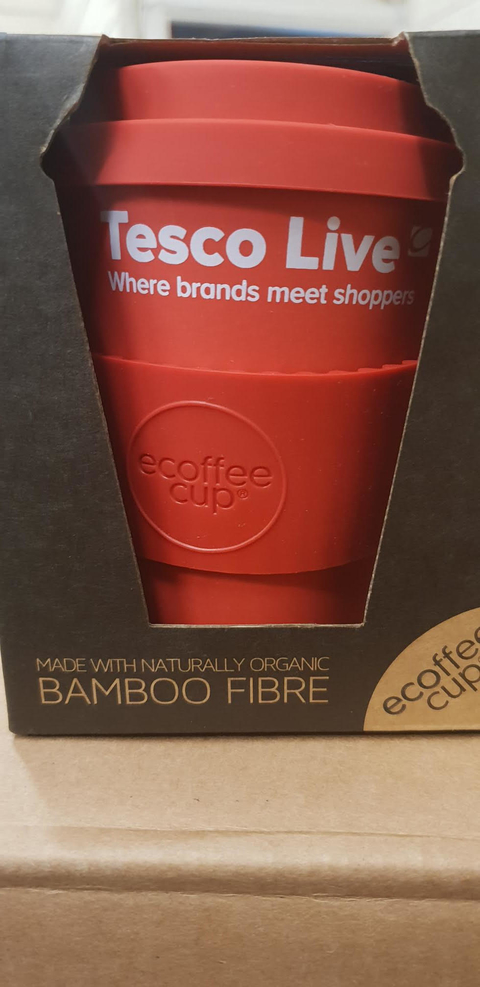 Tesco Live
Where brands meet shoppers
ecoffee
cup®
MADE WITH NATURALLY ORGANIC
BAMBOO FIBRE
ecoffee
cup